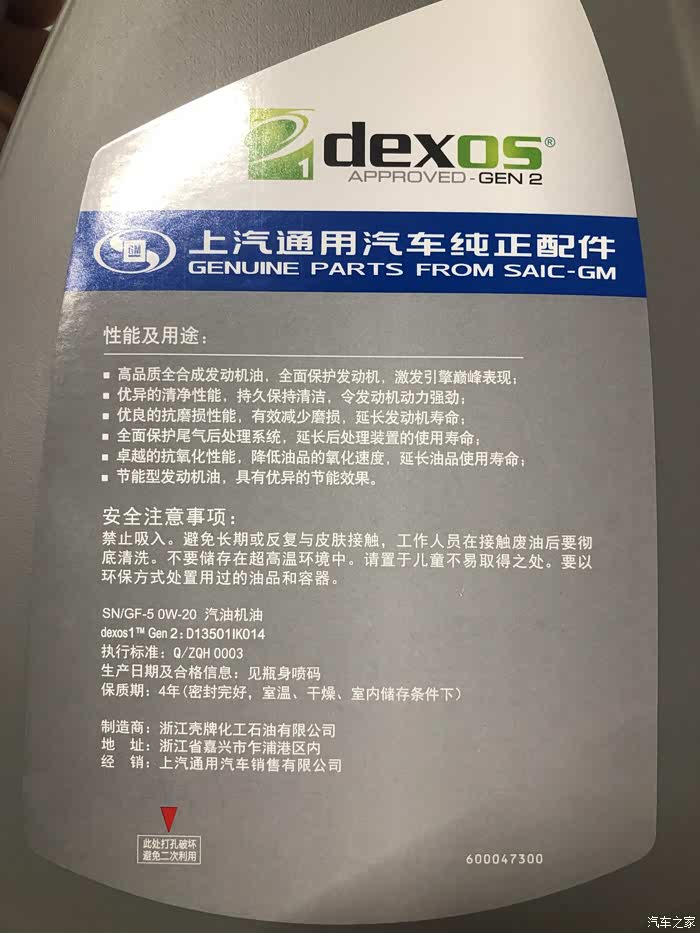 1
dexos®
APPROVED - GEN 2
GM
上汽通用汽车纯正配件
GENUINE PARTS FROM SAIC-GM
性能及用途：
▪ 高品质全合成发动机油，全面保护发动机，激发引擎巅峰表现；
▪ 优异的清净性能，持久保持清洁，令发动机动力强劲；
▪ 优良的抗磨损性能，有效减少磨损，延长发动机寿命；
▪ 全面保护尾气后处理系统，延长后处理装置的使用寿命；
▪ 卓越的抗氧化性能，降低油品的氧化速度，延长油品使用寿命；
▪ 节能型发动机油，具有优异的节能效果。
安全注意事项：
禁止吸入。避免长期或反复与皮肤接触，工作人员在接触废油后要彻
底清洗。不要储存在超高温环境中。请置于儿童不易取得之处。要以
环保方式处置用过的油品和容器。
SN/GF-5 0W-20 汽油机油
dexos1™ Gen 2：D13501IK014
执行标准：Q/ZQH 0003
生产日期及合格信息：见瓶身喷码
保质期：4年(密封完好，室温、干燥、室内储存条件下)
制造商：浙江壳牌化工石油有限公司
地 址：浙江省嘉兴市乍浦港区内
经 销：上汽通用汽车销售有限公司
此处打孔破坏
避免二次利用
600047300
汽车之家